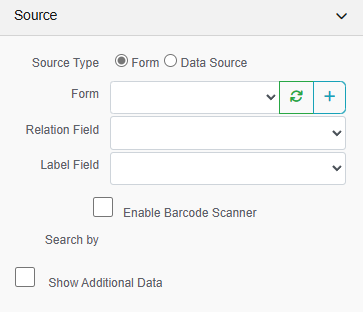 Source
Source Type Form Data Source
Form
Relation Field
Label Field
Enable Barcode Scanner
Search by
Show Additional Data